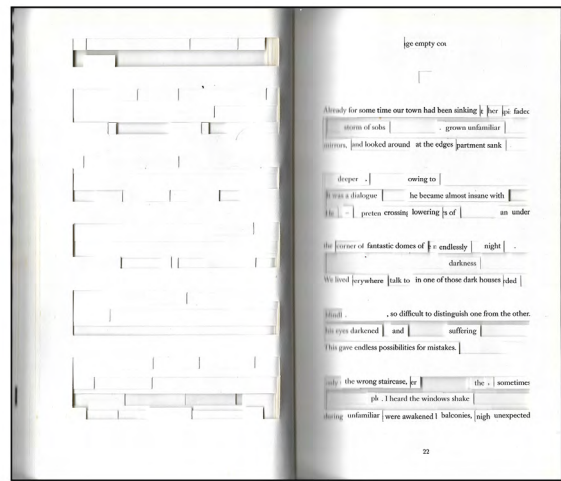 ge empty
Already for some time our town had been sinking her fadec
storm of sobs . grown unfamiliar
mirrors, and looked around at the edges partment sank
deeper . owing to
It was a dialogue he became almost insane with
He preten crossing lowering s of an under
the corner of fantastic domes of endlessly night .
darkness
We lived erywhere talk to in one of those dark houses rded
blindl . , so difficult to distinguish one from the other.
his eyes darkened and suffering
This gave endless possibilities for mistakes.
the wrong staircase, er the , sometimes
. I heard the windows shake
during unfamiliar were awakened balconies, nigh unexpected
22